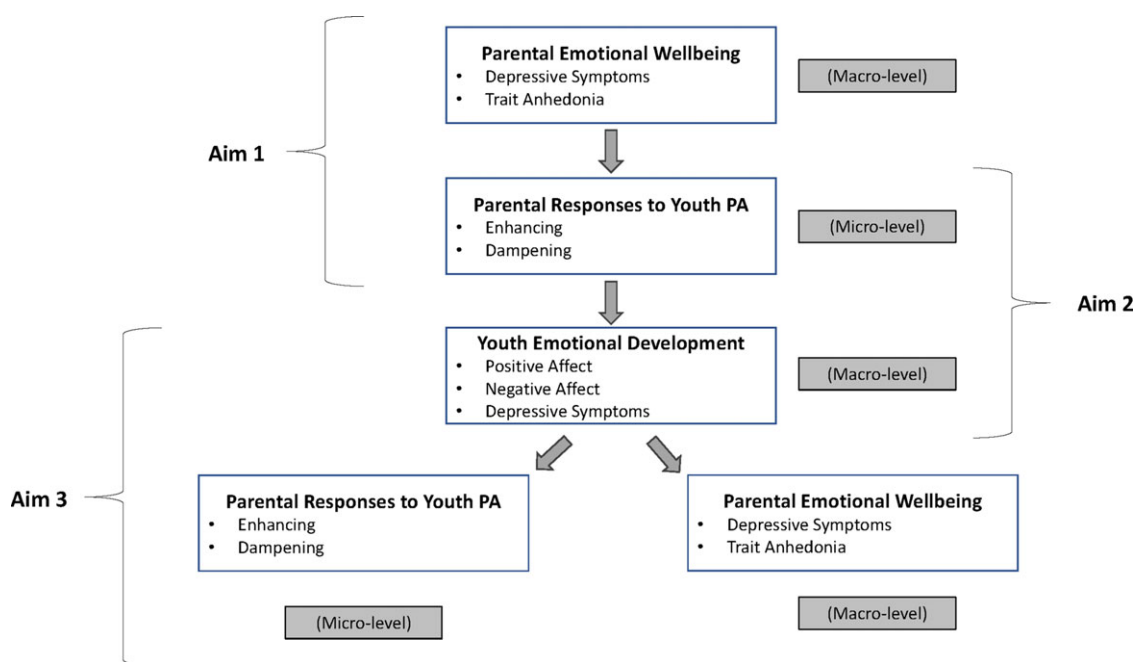 Parental Emotional Wellbeing
• Depressive Symptoms
• Trait Anhedonia
(Macro-level)
Aim 1
Parental Responses to Youth PA
• Enhancing
• Dampening
(Micro-level)
Aim 2
Youth Emotional Development
• Positive Affect
• Negative Affect
• Depressive Symptoms
(Macro-level)
Aim 3
Parental Responses to Youth PA
• Enhancing
• Dampening
(Micro-level)
Parental Emotional Wellbeing
• Depressive Symptoms
• Trait Anhedonia
(Macro-level)